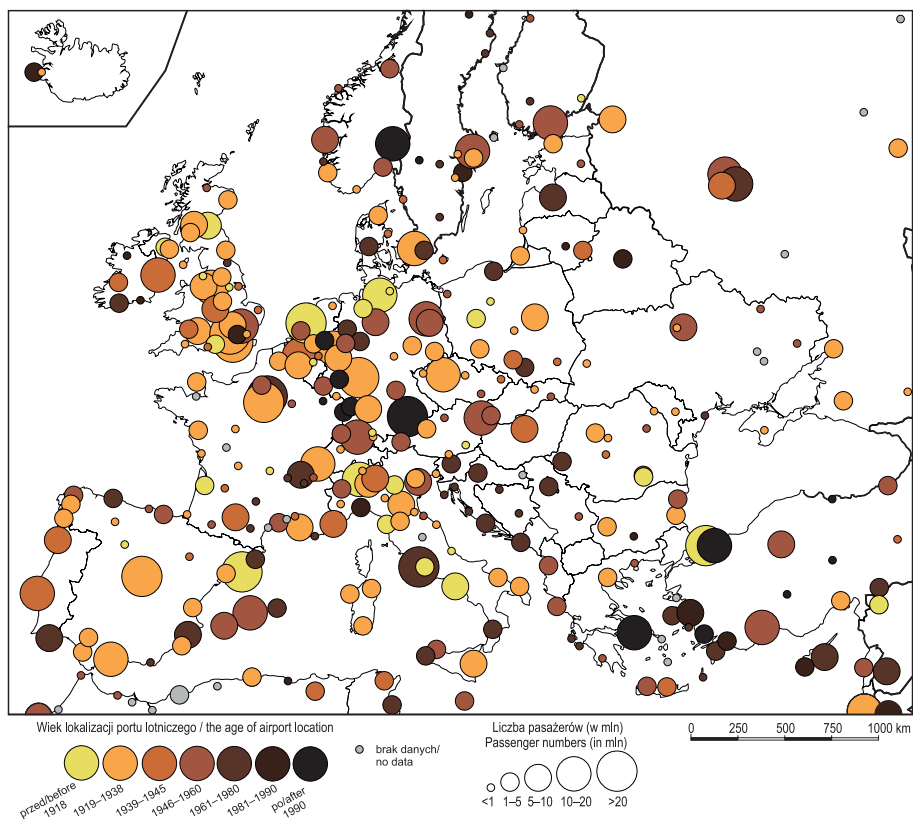 Wiek lokalizacji portu lotniczego / the age of airport location
przed/before
1918
1919–1938
1939–1945
1946–1960
1961–1980
1981–1990
po/after
1990
brak danych/
no data
Liczba pasażerów (w mln)
Passenger numbers (in mln)
<1 1–5 5–10 10–20 >20
0 250 500 750 1000 km